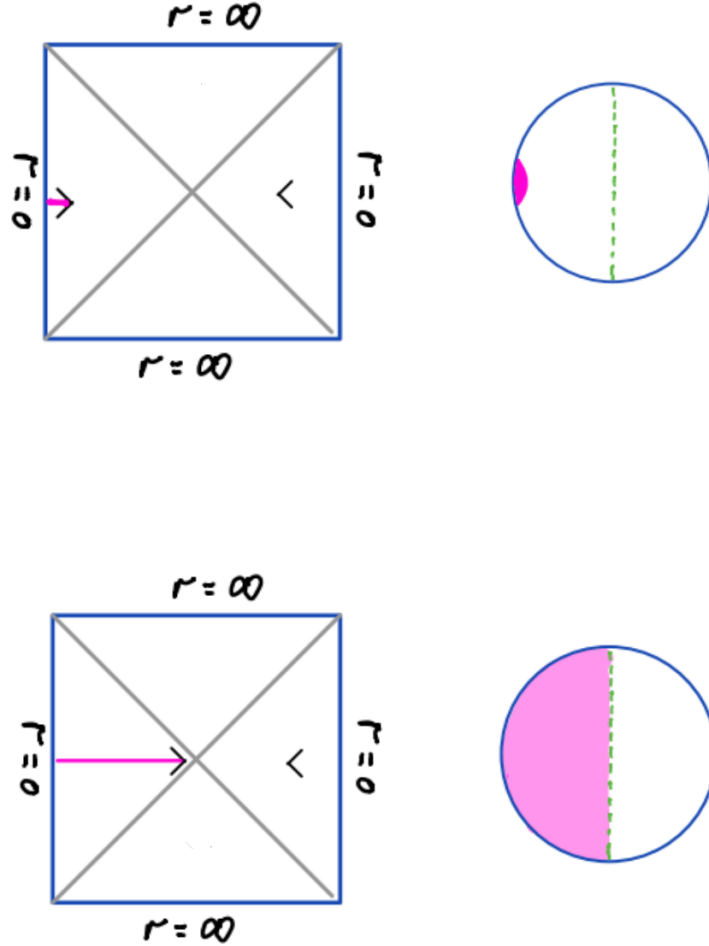 r = ∞
r = 0
r = 0
r = ∞
r = ∞
r = 0
r = 0
r = ∞